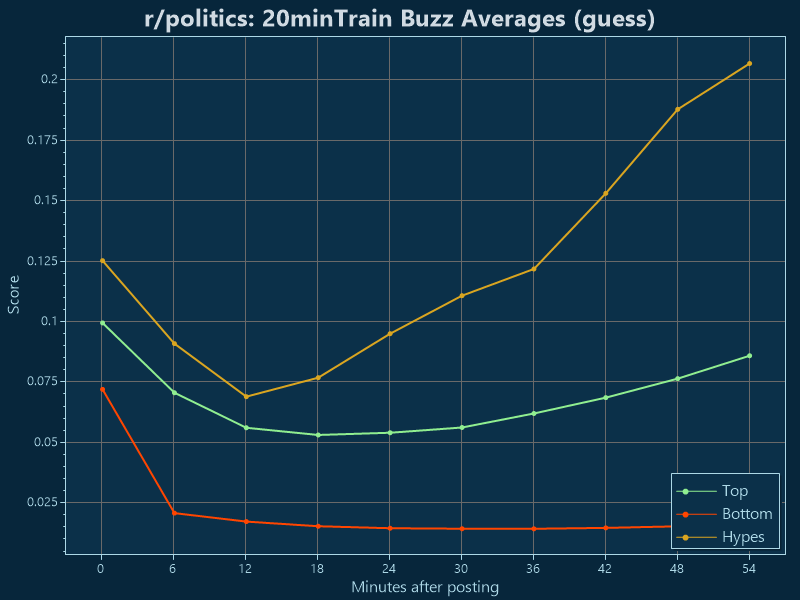 r/politics: 20minTrain Buzz Averages (guess)
0.2
0.175
0.15
0.125
0.1
0.075
0.05
0.025
Score
Top
Bottom
Hypes
0 6 12 18 24 30 36 42 48 54
Minutes after posting